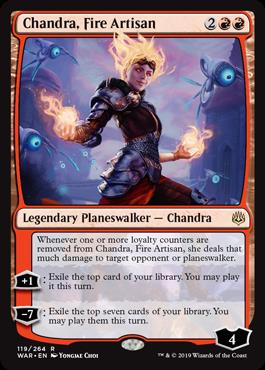 Chandra, Fire Artisan 2
Legendary Planeswalker — Chandra
Whenever one or more loyalty counters are
removed from Chandra, Fire Artisan, she deals that
much damage to target opponent or planeswalker.
+1 : Exile the top card of your library. You may play
it this turn.
-7 : Exile the top seven cards of your library. You
may play them this turn.
4
119/264 R
WAR • EN YONGJAE CHOI
™ & © 2019 Wizards of the Coast